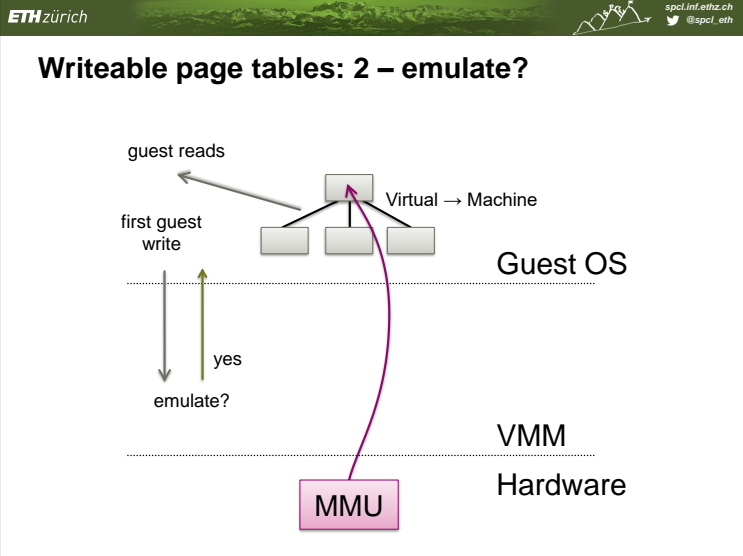 ETH zürich
spcl.inf.ethz.ch
@spcl_eth
Writeable page tables: 2 – emulate?
guest reads
Virtual → Machine
first guest
write
Guest OS
yes
emulate?
VMM
Hardware
MMU